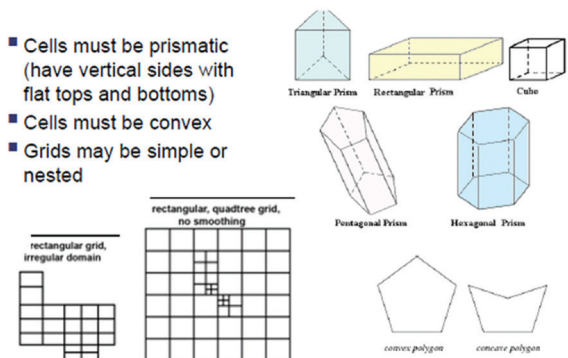 Cells must be prismatic
(have vertical sides with
flat tops and bottoms)
Cells must be convex
Grids may be simple or
nested
Triangular Prism
Rectangular Prism
Cube
Pentagonal Prism
Hexagonal Prism
rectangular, quadtree grid,
no smoothing
rectangular grid,
irregular domain
convex polygon
concave polygon